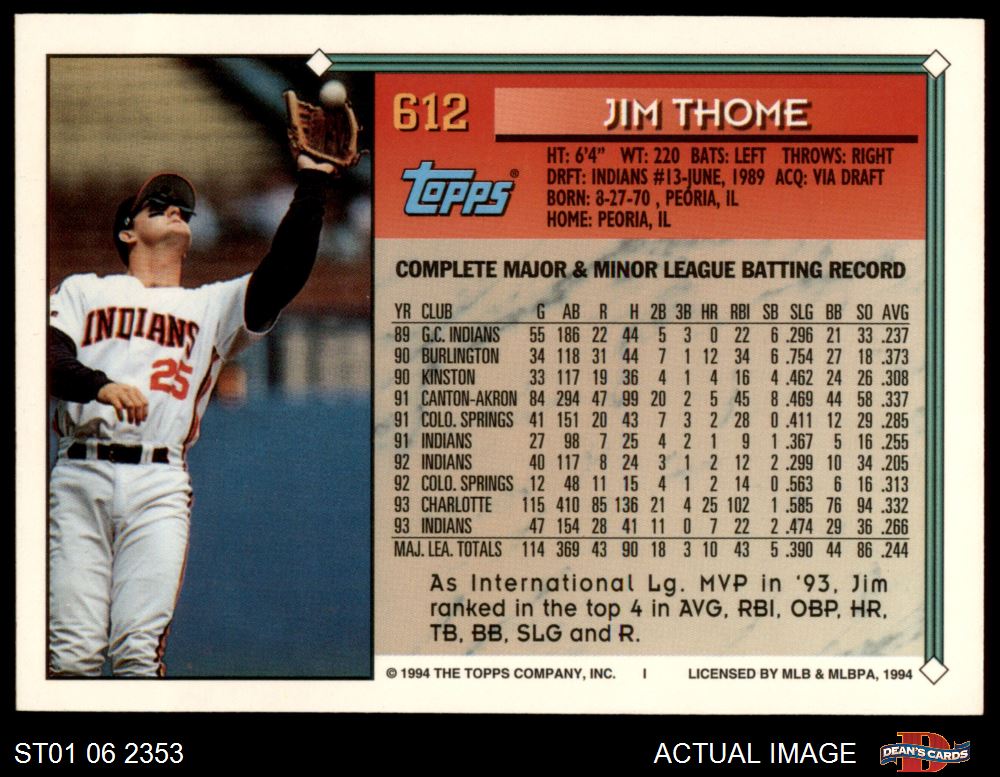 612
JIM THOME
TOPPS®
HT: 6'4" WT: 220 BATS: LEFT THROWS: RIGHT
DRFT: INDIANS #13-JUNE, 1989 ACQ: VIA DRAFT
BORN: 8-27-70 , PEORIA, IL
HOME: PEORIA, IL
INDIANS
25
COMPLETE MAJOR & MINOR LEAGUE BATTING RECORD
YR CLUB G AB R H 2B 3B HR RBI SB SLG BB SO AVG
89 G.C. INDIANS 55 186 22 44 5 3 0 22 6 .296 21 33 .237
90 BURLINGTON 34 118 31 44 7 1 12 34 6 .754 27 18 .373
90 KINSTON 33 117 19 36 4 1 4 16 4 .462 24 26 .308
91 CANTON-AKRON 84 294 47 99 20 2 5 45 8 .469 44 58 .337
91 COLO. SPRINGS 41 151 20 43 7 3 2 28 0 .411 12 29 .285
91 INDIANS 27 98 7 25 4 2 1 9 1 .367 5 16 .255
92 INDIANS 40 117 8 24 3 1 2 12 2 .299 10 34 .205
92 COLO. SPRINGS 12 48 11 15 4 1 2 14 0 .563 6 16 .313
93 CHARLOTTE 115 410 85 136 21 4 25 102 1 .585 76 94 .332
93 INDIANS 47 154 28 41 11 0 7 22 2 .474 29 36 .266
MAJ. LEA. TOTALS 114 369 43 90 18 3 10 43 5 .390 44 86 .244
As International Lg. MVP in '93, Jim
ranked in the top 4 in AVG, RBI, OBP, HR,
TB, BB, SLG and R.
© 1994 THE TOPPS COMPANY, INC. I LICENSED BY MLB & MLBPA, 1994
ST01 06 2353 ACTUAL IMAGE
DEAN'S CARDS